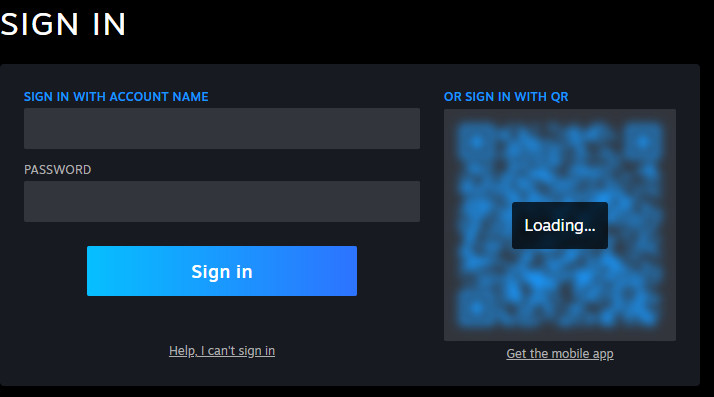 SIGN IN
SIGN IN WITH ACCOUNT NAME
PASSWORD
Sign in
Help, I can't sign in
OR SIGN IN WITH QR
Loading...
Get the mobile app